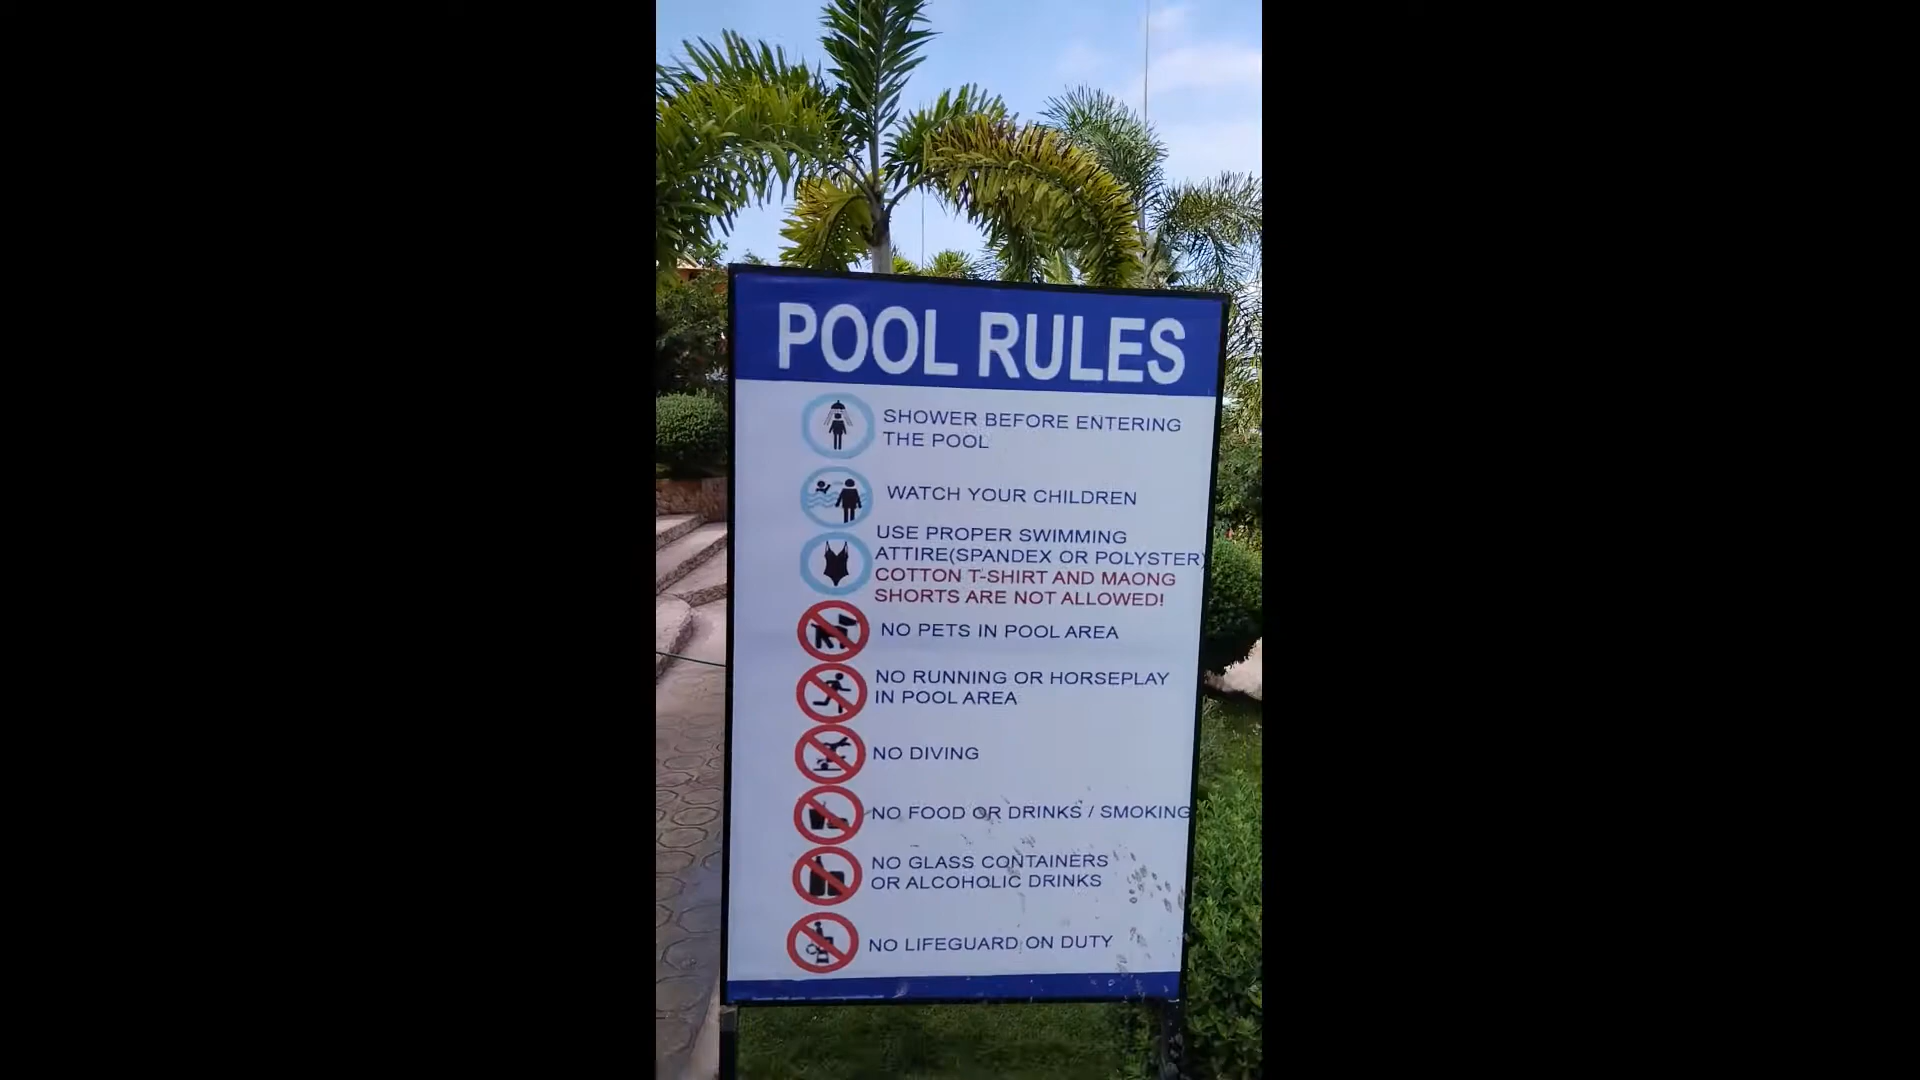 POOL RULES
SHOWER BEFORE ENTERING
THE POOL
WATCH YOUR CHILDREN
USE PROPER SWIMMING
ATTIRE(SPANDEX OR POLYSTER)
COTTON T-SHIRT AND MAONG
SHORTS ARE NOT ALLOWED!
NO PETS IN POOL AREA
NO RUNNING OR HORSEPLAY
IN POOL AREA
NO DIVING
NO FOOD OR DRINKS / SMOKING
NO GLASS CONTAINERS
OR ALCOHOLIC DRINKS
NO LIFEGUARD ON DUTY